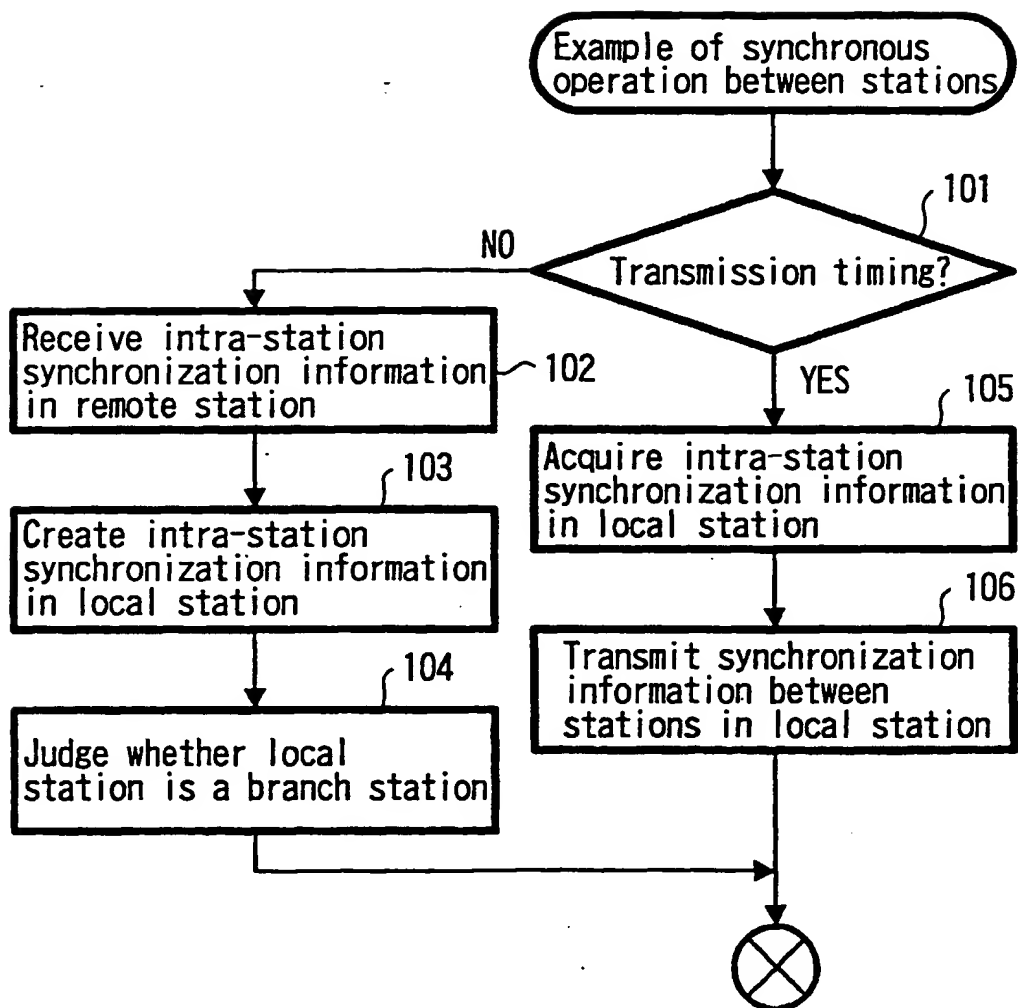 Example of synchronous
operation between stations
101
Transmission timing?
NO
YES
Receive intra-station
synchronization information
in remote station
102
103
Create intra-station
synchronization information
in local station
104
Judge whether local
station is a branch station
105
Acquire intra-station
synchronization information
in local station
106
Transmit synchronization
information between
stations in local station